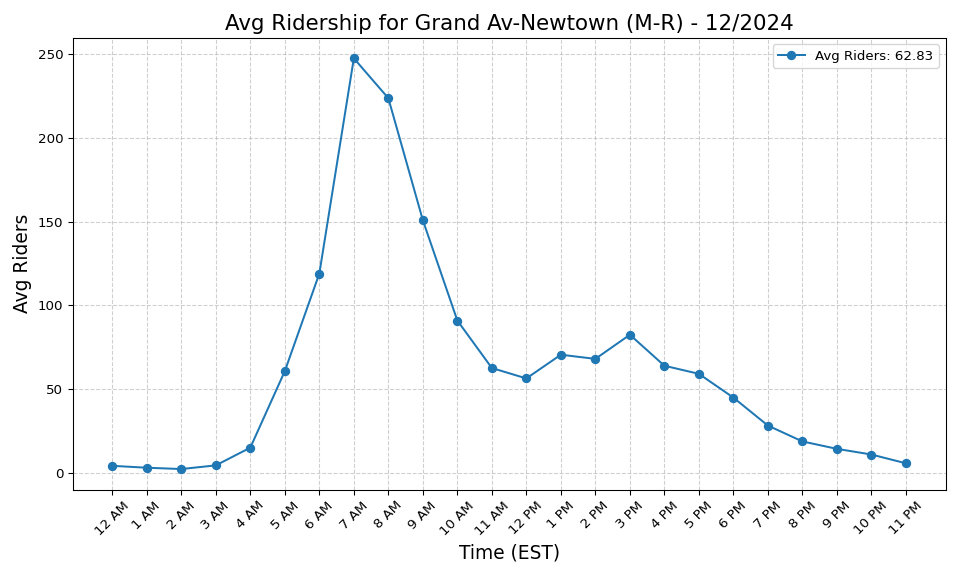 Avg Ridership for Grand Av-Newtown (M-R) - 12/2024
Avg Riders: 62.83
Avg Riders
250
200
150
100
50
0
12 AM
1 AM
2 AM
3 AM
4 AM
5 AM
6 AM
7 AM
8 AM
9 AM
10 AM
11 AM
12 PM
1 PM
2 PM
3 PM
4 PM
5 PM
6 PM
7 PM
8 PM
9 PM
10 PM
11 PM
Time (EST)